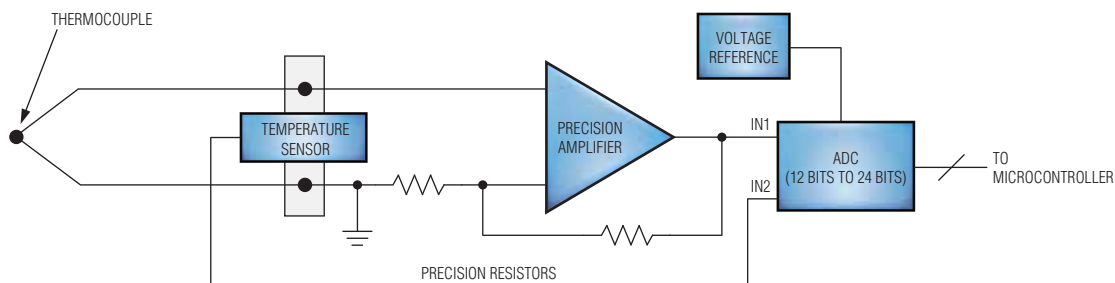 THERMOCOUPLE
VOLTAGE
REFERENCE
TEMPERATURE
SENSOR
PRECISION
AMPLIFIER
IN1
ADC
(12 BITS TO 24 BITS)
IN2
TO
MICROCONTROLLER
PRECISION RESISTORS